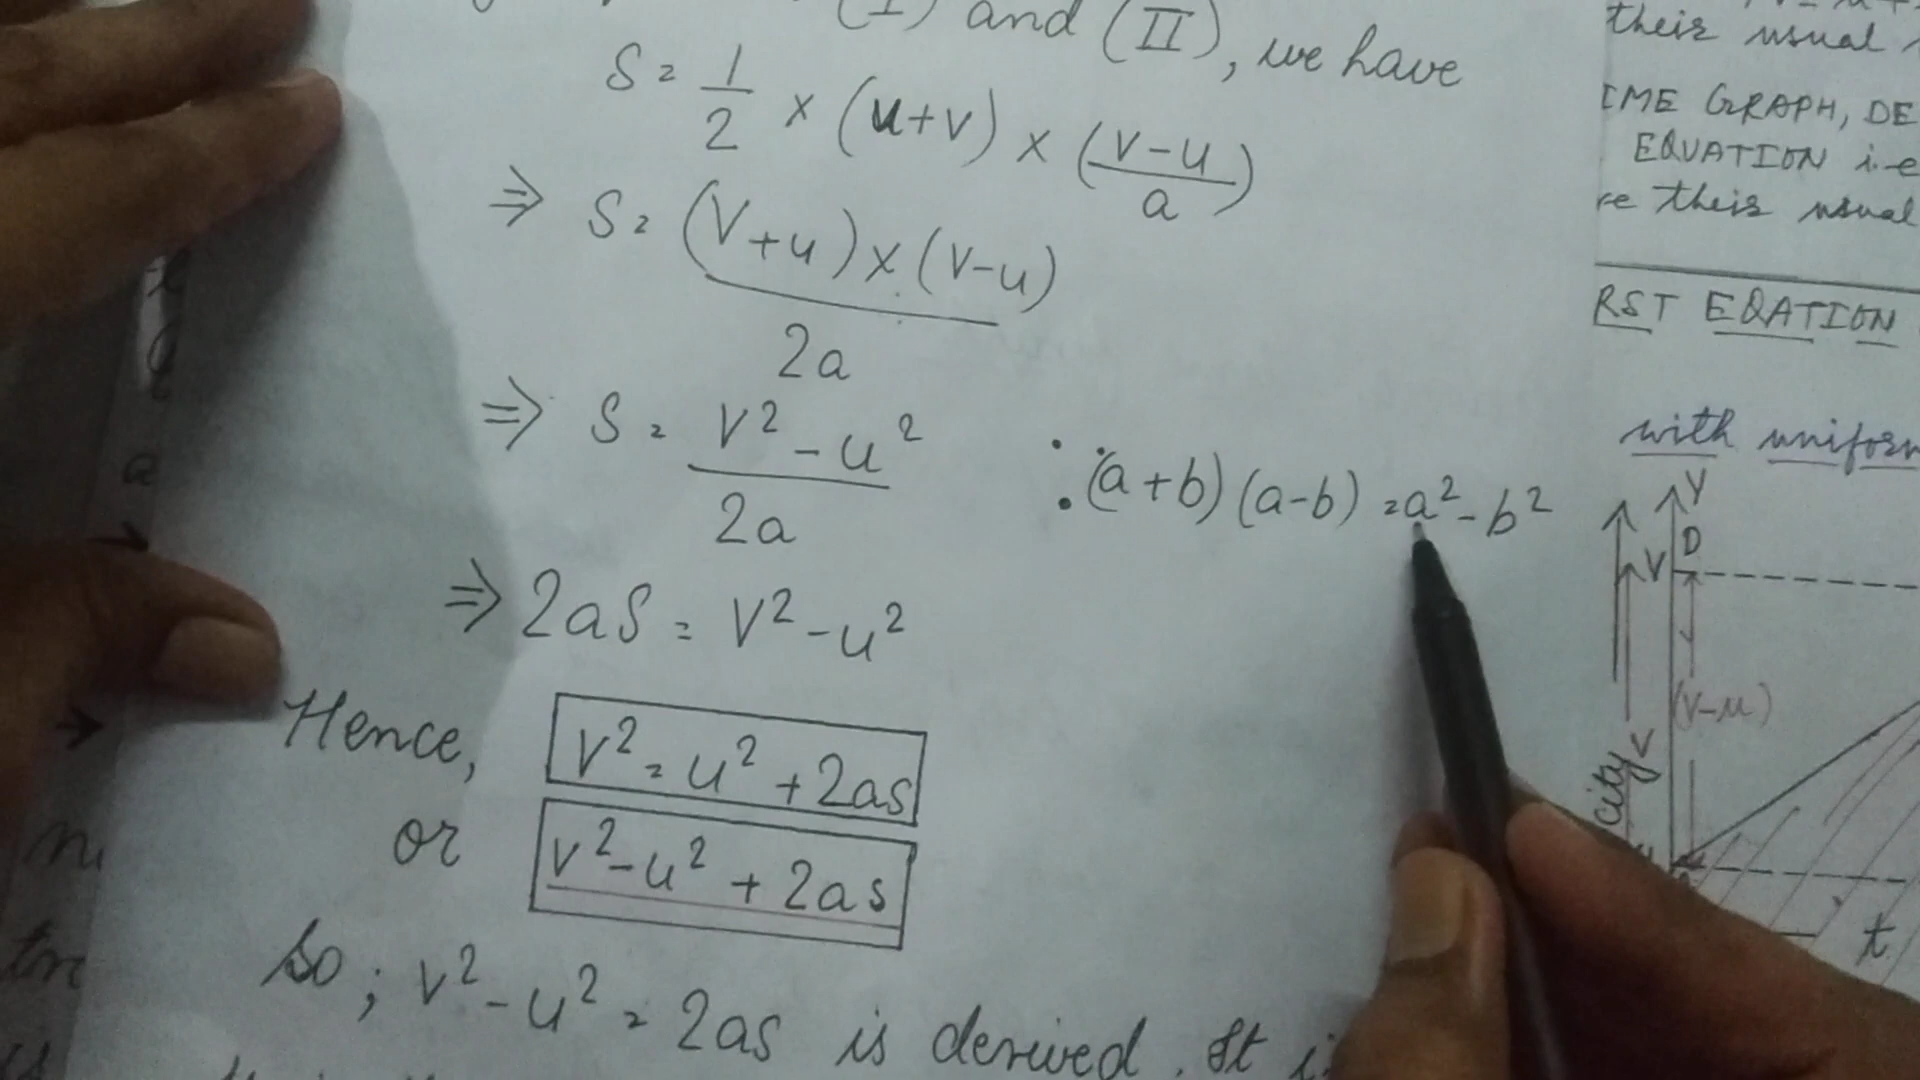 (I) and (II), we have
S = 1/2 × (u+v) × (v-u/a)
⇒ S = (V+u)×(v-u)/2a
⇒ S = V²-u²/2a ∵ (a+b)(a-b) = a²-b²
⇒ 2aS = V²-u²
Hence, V² = u²+2as
or v²-u²+2as
So; v²-u² = 2as is derived. It
their usual
IME GRAPH, DE
EQUATION i.e
re their usual
RST EQATION
with uniform
Y
D
V
(v-u)
city
t